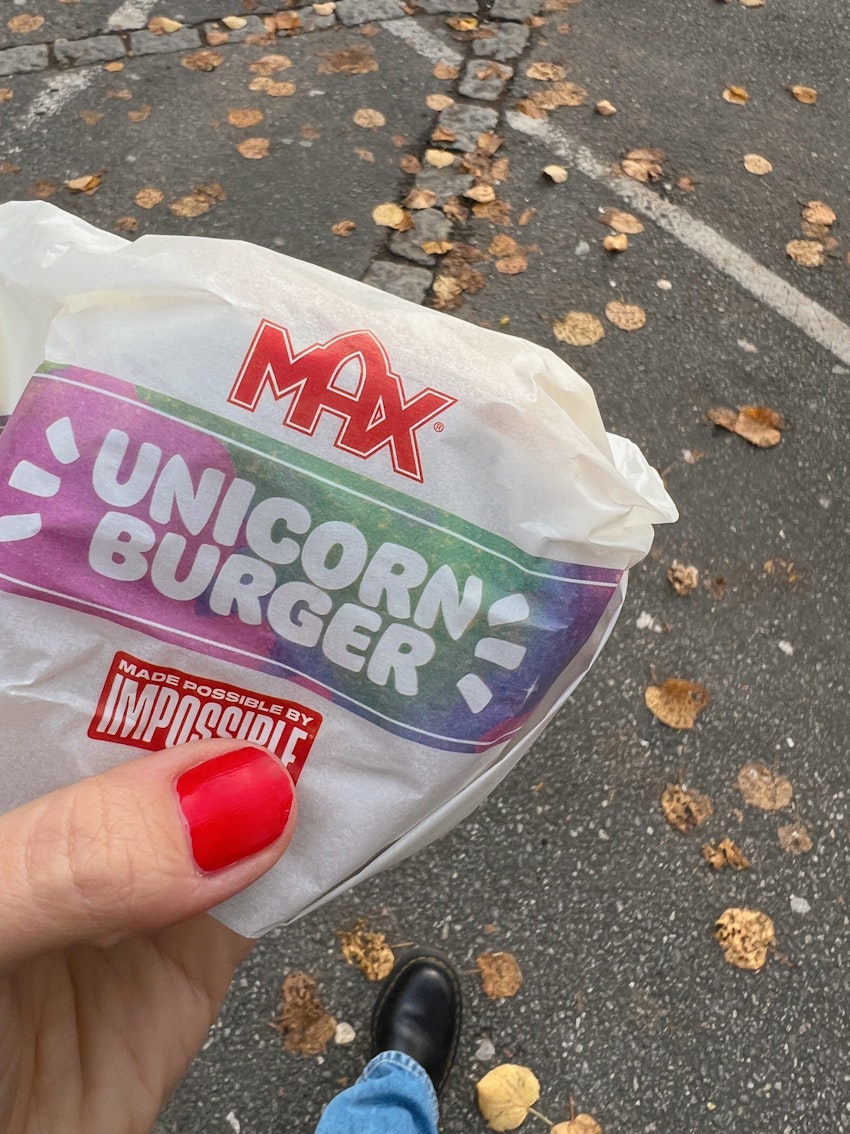 MAX®
UNICORN
BURGER
MADE POSSIBLE BY
IMPOSSIBLE